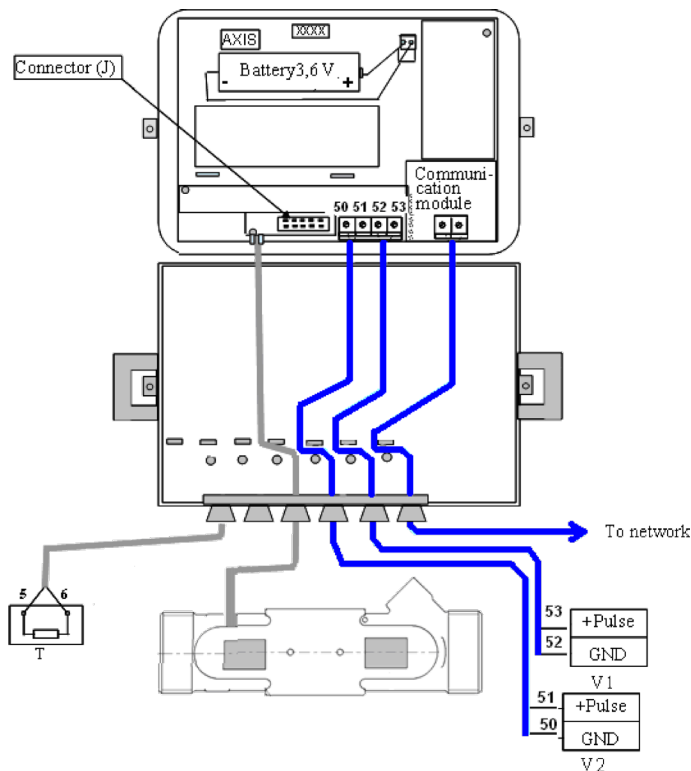 XXXX
AXIS
Battery3,6 V
- +
Connector (J)
Communi-
cation
module
50 51 52 53
To network
5 6
T
53 +Pulse
52 GND
V1
51 +Pulse
50 GND
V2